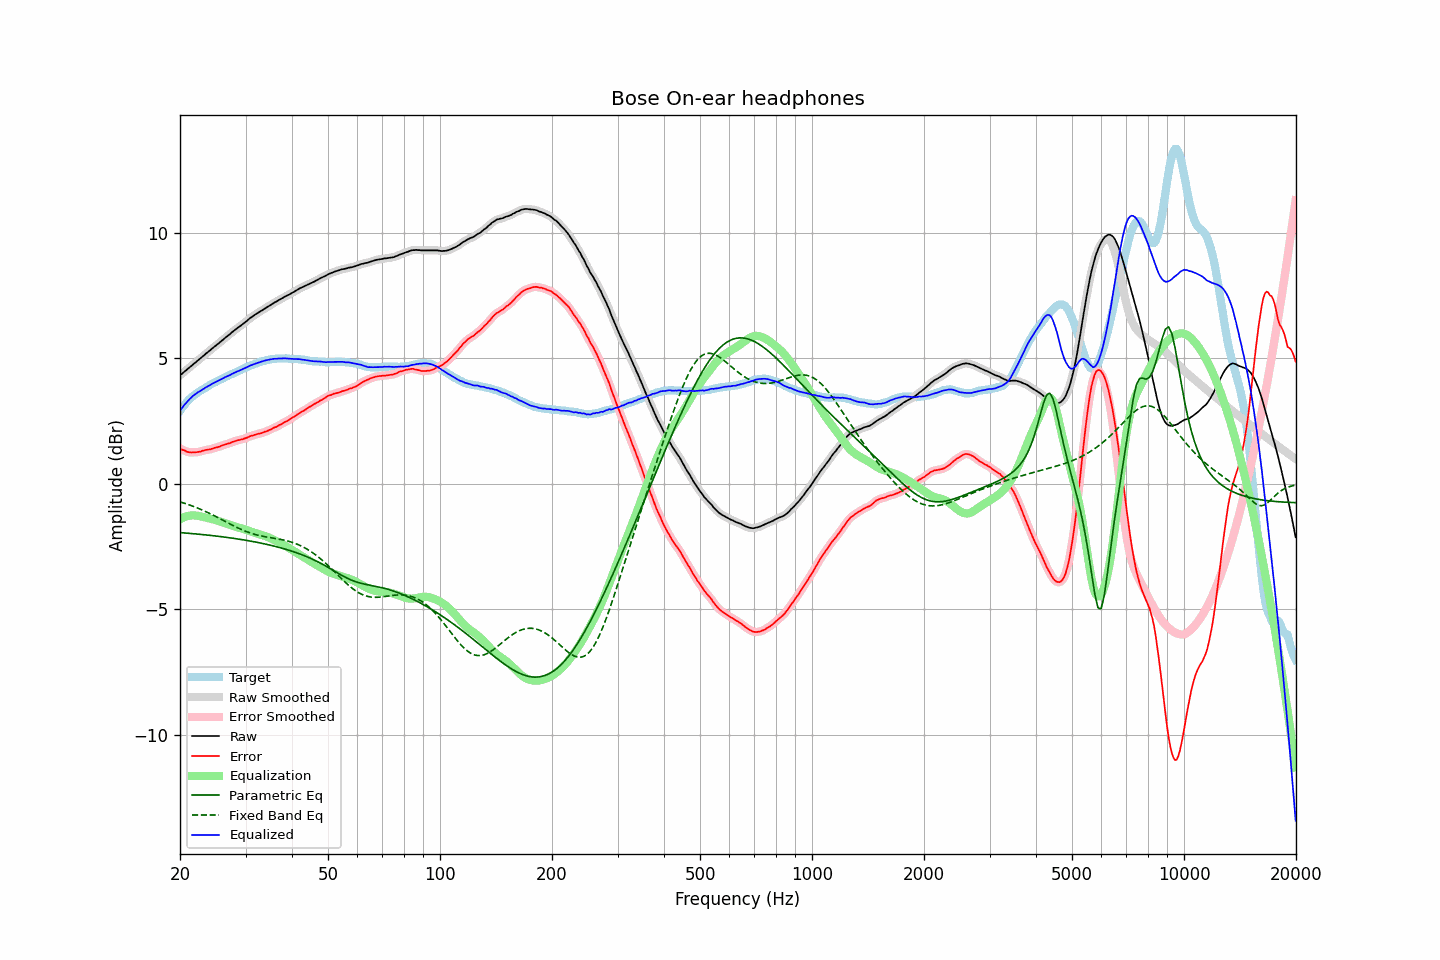 Bose On-ear headphones
Amplitude (dBr)
10
5
0
−5
−10
Target
Raw Smoothed
Error Smoothed
Raw
Error
Equalization
Parametric Eq
Fixed Band Eq
Equalized
20 50 100 200 500 1000 2000 5000 10000 20000
Frequency (Hz)